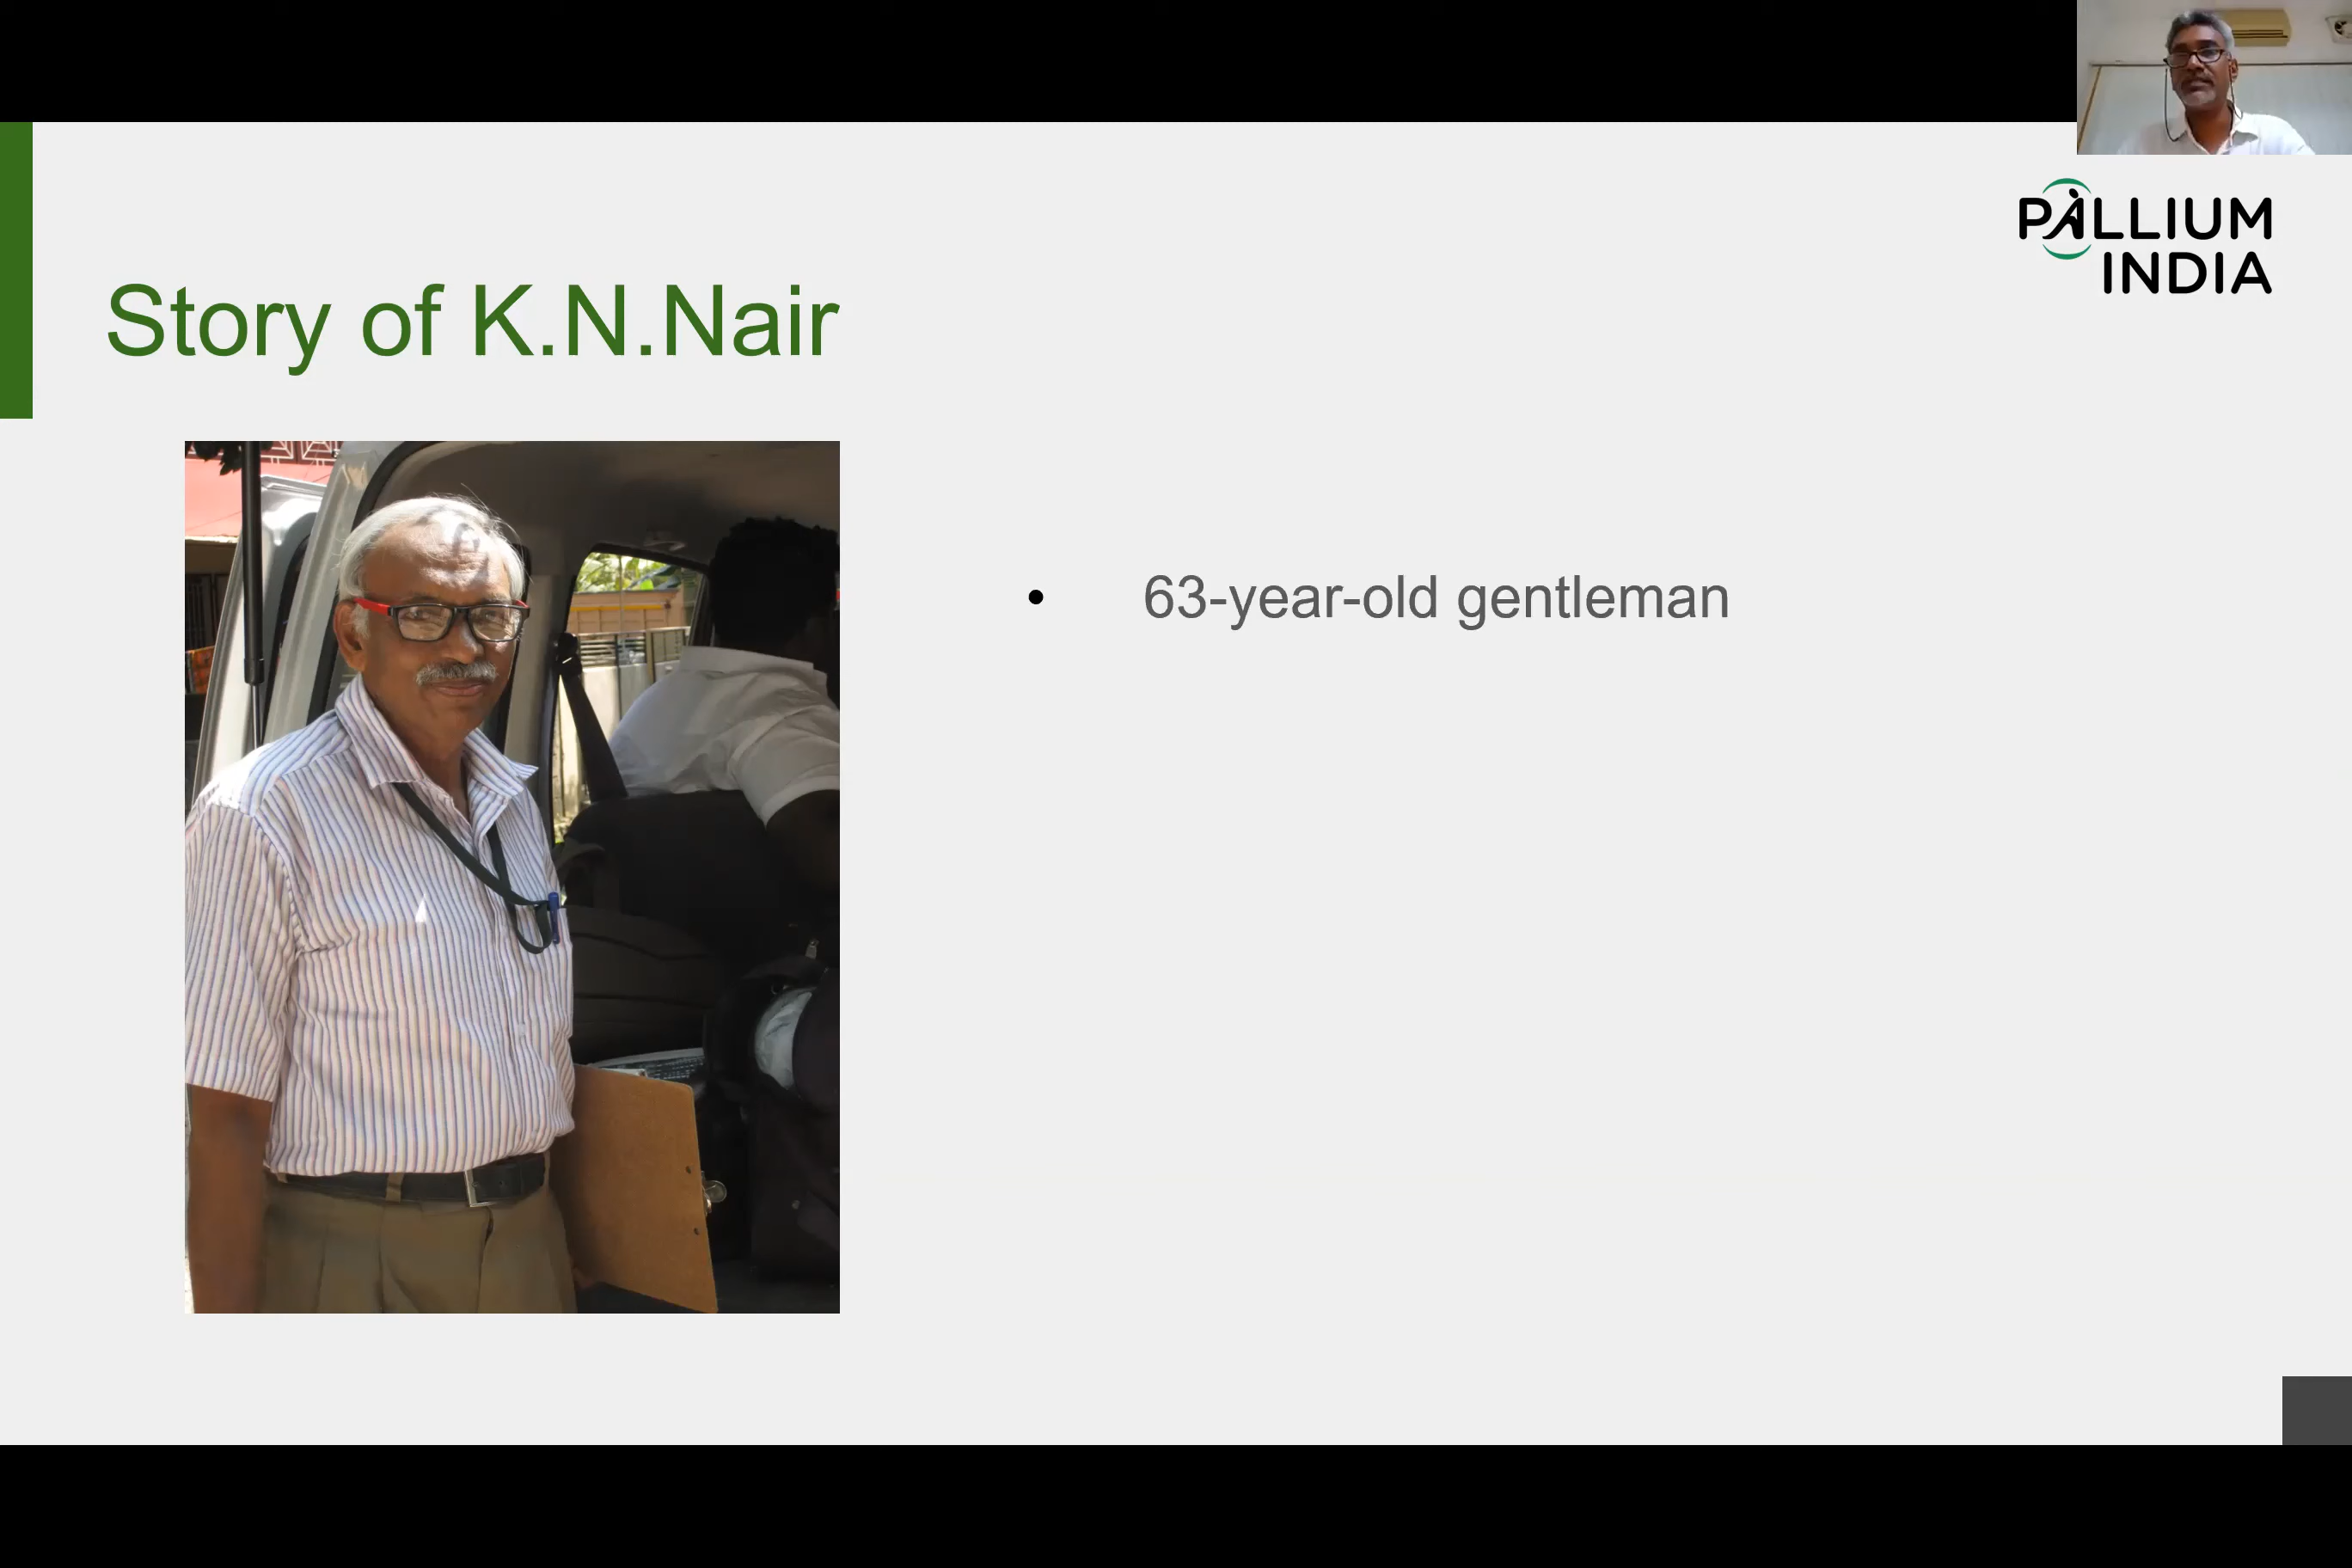 PALLIUM
INDIA
Story of K.N.Nair
• 63-year-old gentleman